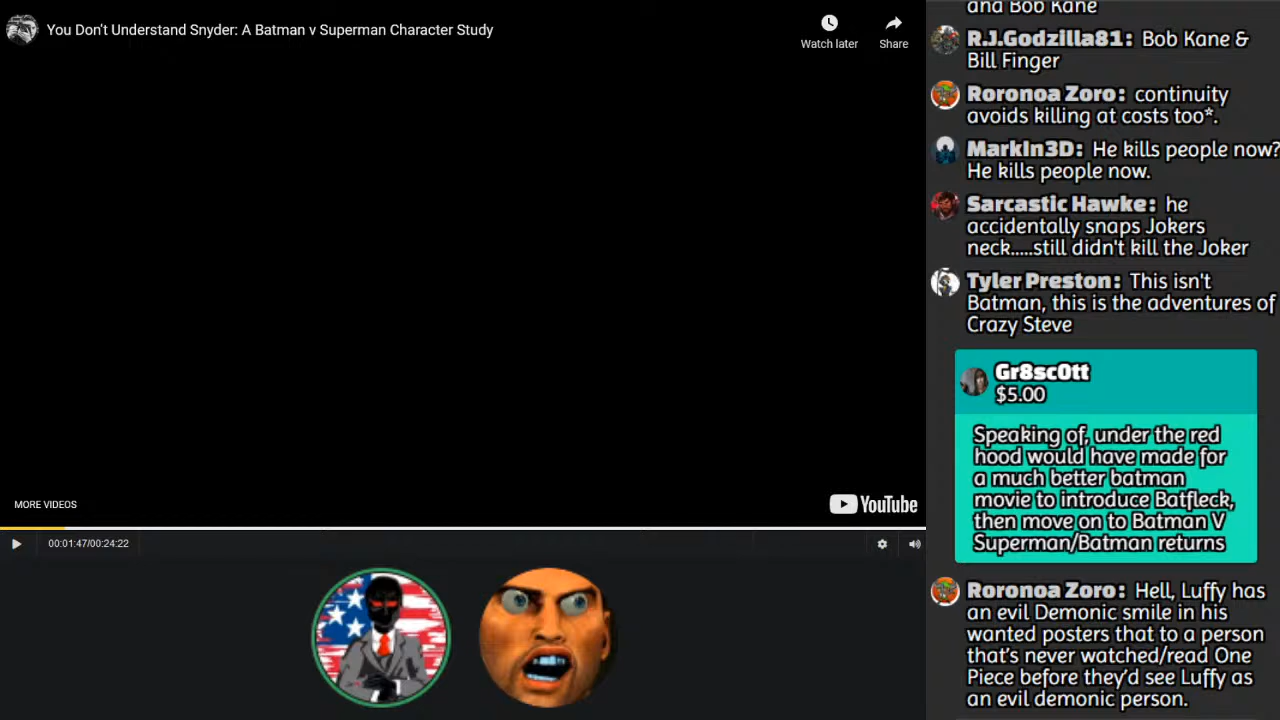 You Don't Understand Snyder: A Batman v Superman Character Study
Watch later
Share
MORE VIDEOS
YouTube
00:01:47/00:24:22
and Bob Kane
R.J.Godzilla81: Bob Kane &
Bill Finger
Roronoa Zoro: continuity
avoids killing at costs too*.
MarkIn3D: He kills people now?
He kills people now.
Sarcastic Hawke: he
accidentally snaps Jokers
neck.....still didn't kill the Joker
Tyler Preston: This isn't
Batman, this is the adventures of
Crazy Steve
Gr8sc0tt
$5.00
Speaking of, under the red
hood would have made for
a much better batman
movie to introduce Batfleck,
then move on to Batman V
Superman/Batman returns
Roronoa Zoro: Hell, Luffy has
an evil Demonic smile in his
wanted posters that to a person
that's never watched/read One
Piece before they'd see Luffy as
an evil demonic person.